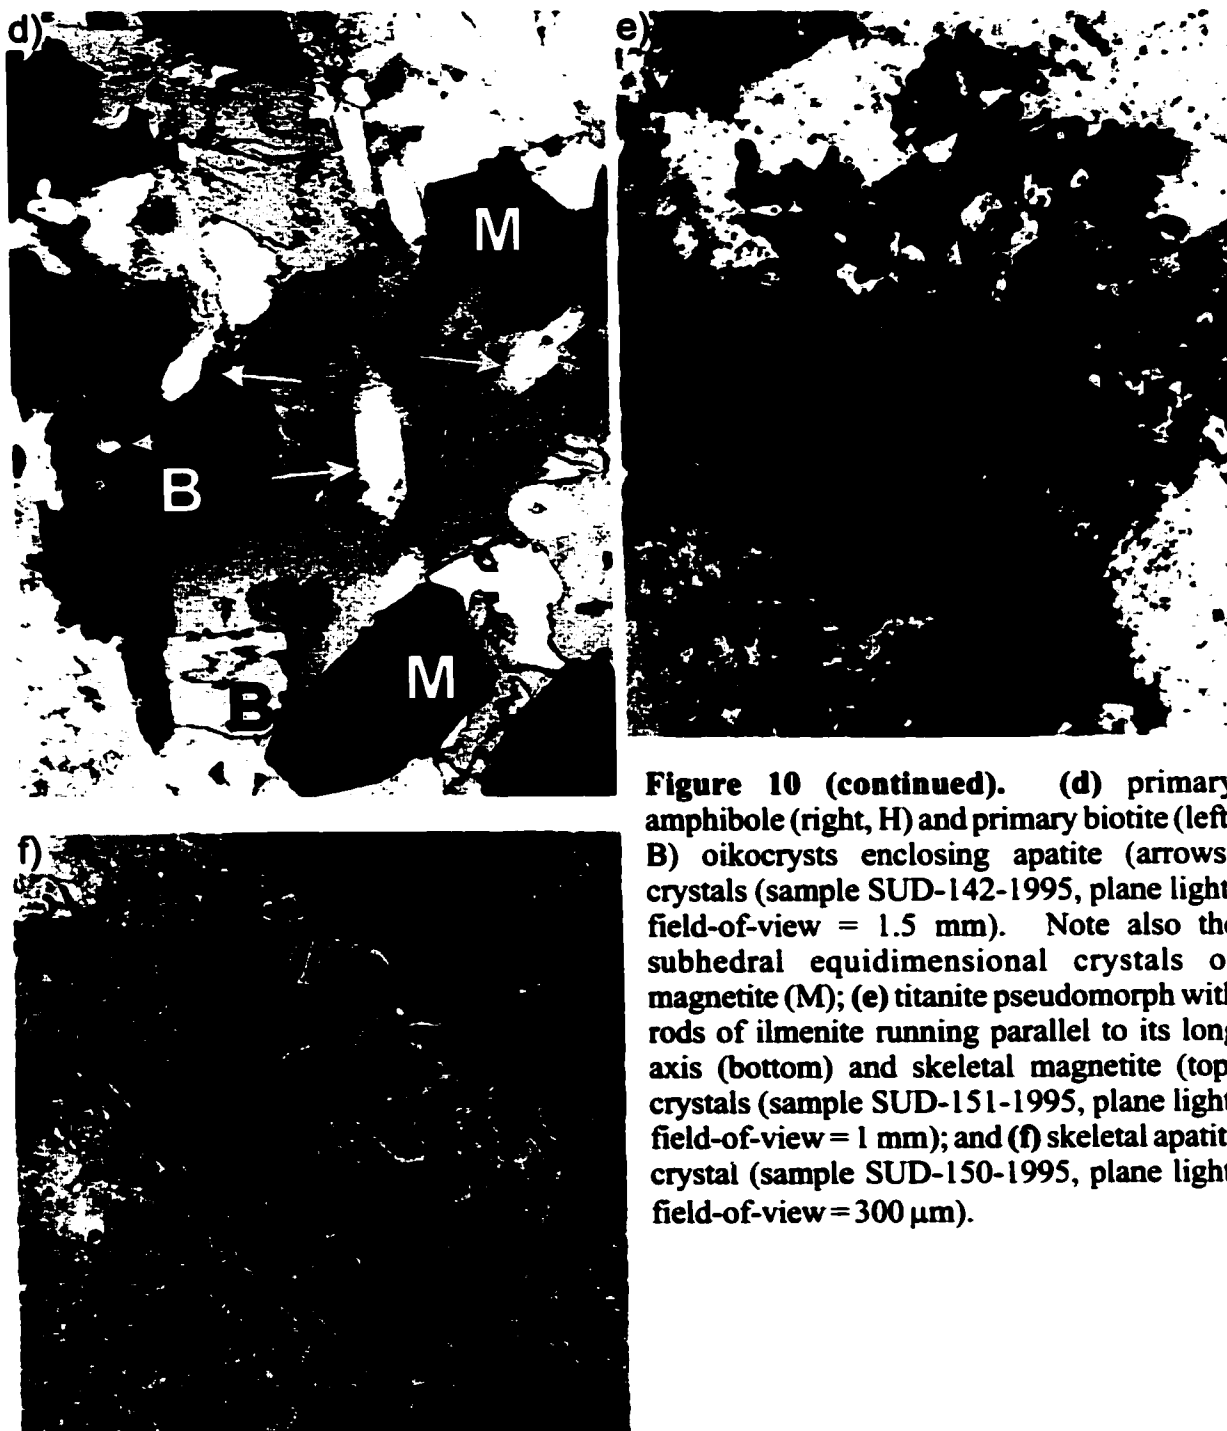 d)
e)
M
B
M
B
f)
Figure 10 (continued). (d) primary
amphibole (right, H) and primary biotite (left
B) oikocrysts enclosing apatite (arrows
crystals (sample SUD-142-1995, plane light
field-of-view = 1.5 mm). Note also the
subhedral equidimensional crystals o
magnetite (M); (e) titanite pseudomorph with
rods of ilmenite running parallel to its long
axis (bottom) and skeletal magnetite (top
crystals (sample SUD-151-1995, plane light
field-of-view = 1 mm); and (f) skeletal apatit
crystal (sample SUD-150-1995, plane light
field-of-view = 300 µm).